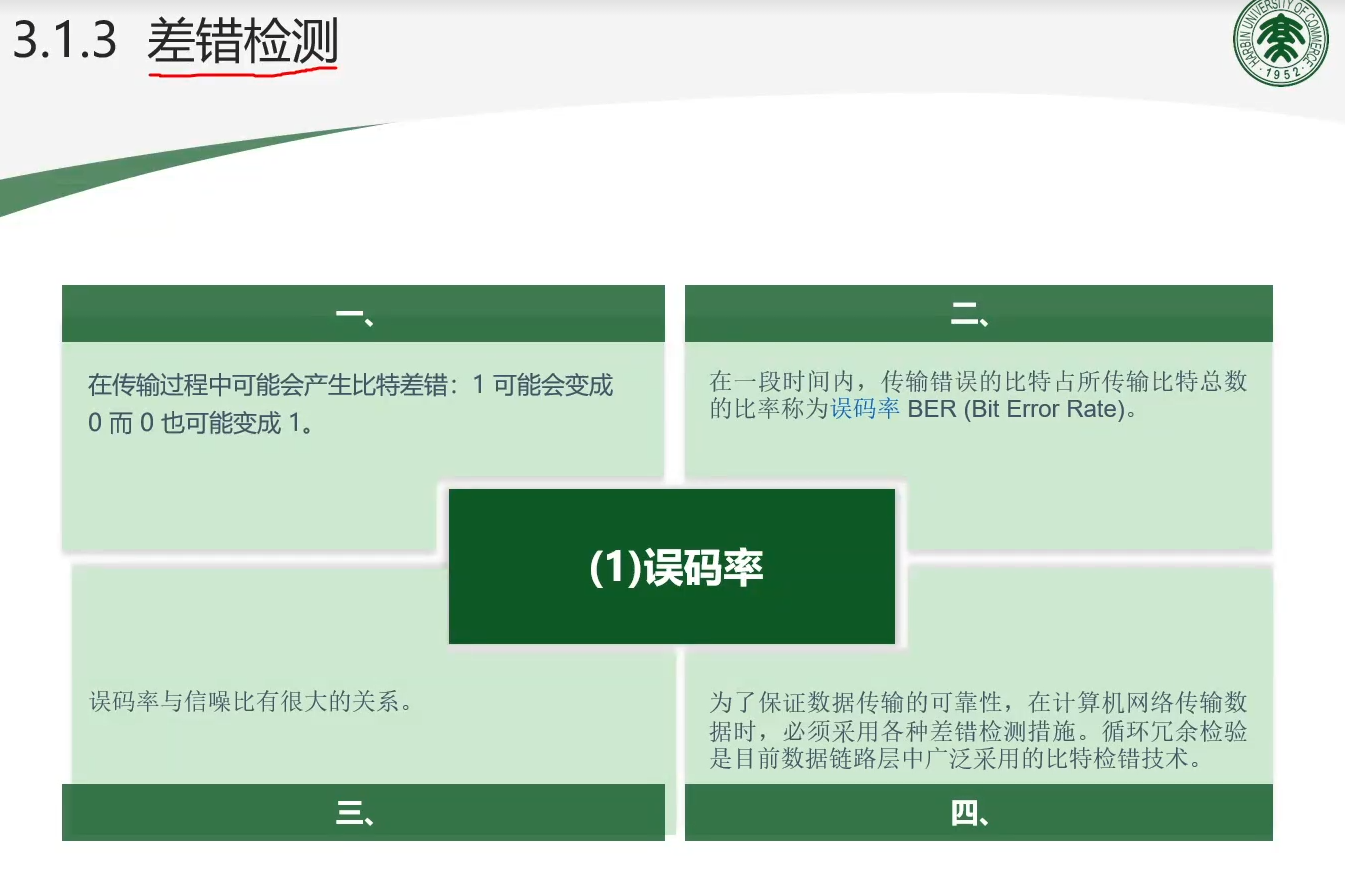 3.1.3 差错检测
HARBIN UNIVERSITY OF COMMERCE
·1952·
一、
在传输过程中可能会产生比特差错：1 可能会变成
0 而 0 也可能变成 1。
二、
在一段时间内，传输错误的比特占所传输比特总数
的比率称为误码率 BER (Bit Error Rate)。
(1)误码率
误码率与信噪比有很大的关系。
三、
为了保证数据传输的可靠性，在计算机网络传输数
据时，必须采用各种差错检测措施。循环冗余检验
是目前数据链路层中广泛采用的比特检错技术。
四、